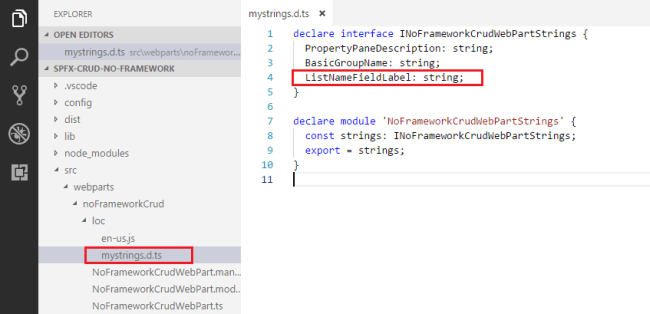 EXPLORER
OPEN EDITORS
mystrings.d.ts src\webparts\noFramework...
SPFX-CRUD-NO-FRAMEWORK
.vscode
config
dist
lib
node_modules
src
webparts
noFrameworkCrud
loc
en-us.js
mystrings.d.ts
NoFrameworkCrudWebPart.man...
NoFrameworkCrudWebPart.mod...
NoFrameworkCrudWebPart.ts
mystrings.d.ts ×
1 declare interface INoFrameworkCrudWebPartStrings {
2 PropertyPaneDescription: string;
3 BasicGroupName: string;
4 ListNameFieldLabel: string;
5 }
6
7 declare module 'NoFrameworkCrudWebPartStrings' {
8 const strings: INoFrameworkCrudWebPartStrings;
9 export = strings;
10 }
11